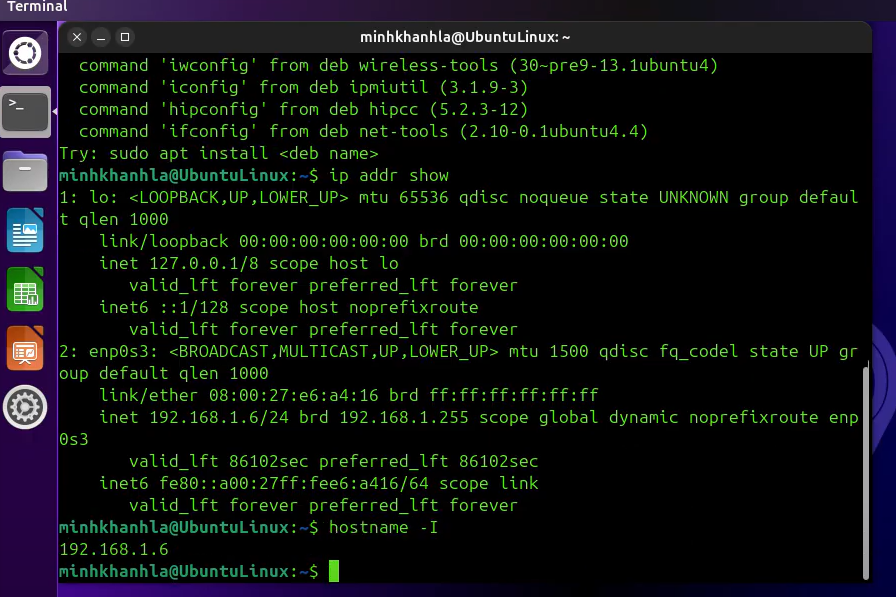 Terminal
minhkhanhla@UbuntuLinux: ~
command 'iwconfig' from deb wireless-tools (30~pre9-13.1ubuntu4)
command 'iconfig' from deb ipmiutil (3.1.9-3)
command 'hipconfig' from deb hipcc (5.2.3-12)
command 'ifconfig' from deb net-tools (2.10-0.1ubuntu4.4)
Try: sudo apt install <deb name>
minhkhanhla@UbuntuLinux:~$ ip addr show
1: lo: <LOOPBACK,UP,LOWER_UP> mtu 65536 qdisc noqueue state UNKNOWN group defaul
t qlen 1000
link/loopback 00:00:00:00:00:00 brd 00:00:00:00:00:00
inet 127.0.0.1/8 scope host lo
valid_lft forever preferred_lft forever
inet6 ::1/128 scope host noprefixroute
valid_lft forever preferred_lft forever
2: enp0s3: <BROADCAST,MULTICAST,UP,LOWER_UP> mtu 1500 qdisc fq_codel state UP gr
oup default qlen 1000
link/ether 08:00:27:e6:a4:16 brd ff:ff:ff:ff:ff:ff
inet 192.168.1.6/24 brd 192.168.1.255 scope global dynamic noprefixroute enp
0s3
valid_lft 86102sec preferred_lft 86102sec
inet6 fe80::a00:27ff:fee6:a416/64 scope link
valid_lft forever preferred_lft forever
minhkhanhla@UbuntuLinux:~$ hostname -I
192.168.1.6
minhkhanhla@UbuntuLinux:~$